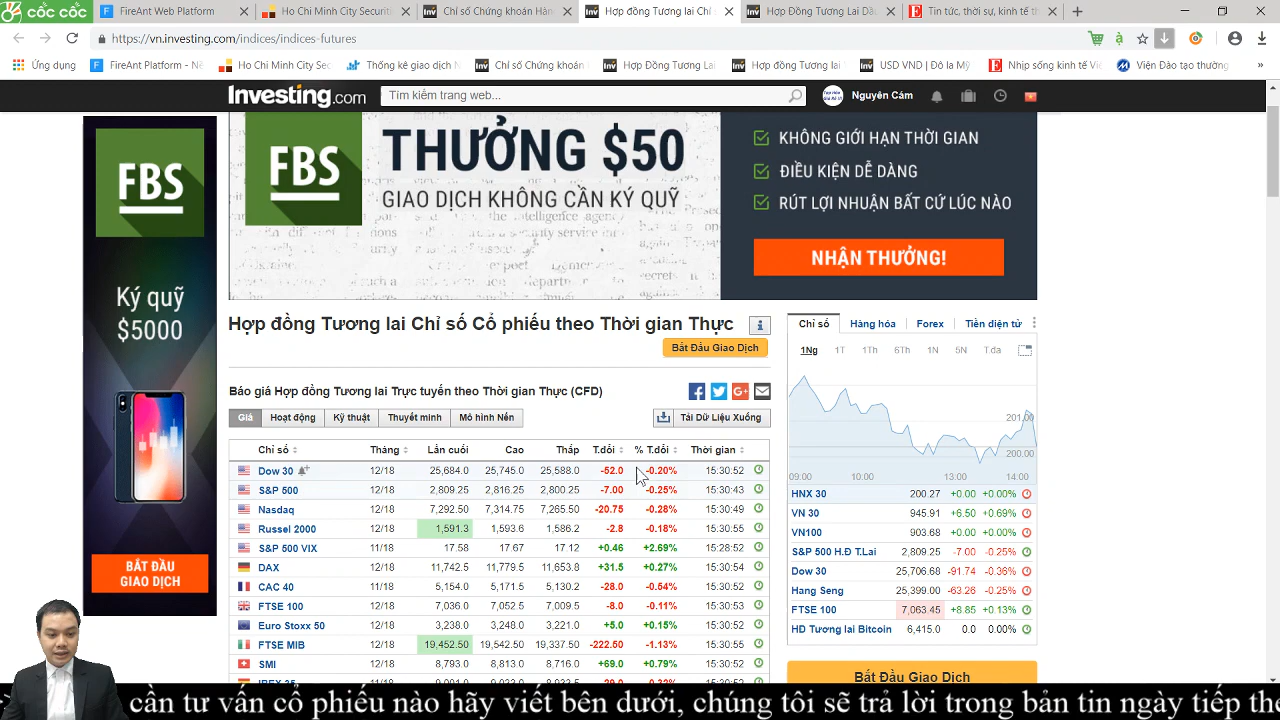 cốc cốc
FireAnt Web Platform
Ho Chi Minh City Securiti
Giá chứng khoán Hàn
Hợp đồng Tương lai Chỉ
Hợp Đồng Tương Lai Dầ
Tin tức, thời sự, kinh tế
https://vn.investing.com/indices/indices-futures
Ứng dụng
FireAnt Platform - Nề
Ho Chi Minh City Sec
Thống kê giao dịch N
Chỉ số Chứng khoán
Hợp Đồng Tương Lai
Hợp đồng tương lai
USD VND | Đô la Mỹ
Nhịp sống kinh tế Việ
Viện Đào tạo thường
Investing.com
Tìm kiếm trang web...
Nguyên Cám
FBS
Ký quỹ
$5000
BẮT ĐẦU
GIAO DỊCH
FBS
THƯỞNG $50
GIAO DỊCH KHÔNG CẦN KÝ QUỸ
KHÔNG GIỚI HẠN THỜI GIAN
ĐIỀU KIỆN DỄ DÀNG
RÚT LỢI NHUẬN BẤT CỨ LÚC NÀO
NHẬN THƯỞNG!
Hợp đồng Tương lai Chỉ số Cổ phiếu theo Thời gian Thực
Bắt Đầu Giao Dịch
Báo giá Hợp đồng Tương lai Trực tuyến theo Thời gian Thực (CFD)
Giá Hoạt động Kỹ thuật Thuyết minh Mô hình Nến Tải Dữ Liệu Xuống
Chỉ số Tháng Lần cuối Cao Thấp T.đổi % T.đổi Thời gian
Dow 30 12/18 25,684.0 25,745.0 25,588.0 -52.0 -0.20% 15:30:52
S&P 500 12/18 2,809.25 2,816.25 2,800.25 -7.00 -0.25% 15:30:43
Nasdaq 12/18 7,292.50 7,314.75 7,265.50 -20.75 -0.28% 15:30:49
Russel 2000 12/18 1,591.3 1,593.6 1,586.2 -2.8 -0.18% 15:30:55
S&P 500 VIX 11/18 17.58 17.67 17.12 +0.46 +2.69% 15:28:52
DAX 12/18 11,742.5 11,779.5 11,653.0 +31.5 +0.27% 15:30:54
CAC 40 12/18 5,154.0 5,171.5 5,130.2 -28.0 -0.54% 15:30:52
FTSE 100 12/18 7,036.0 7,052.5 7,009.5 -8.0 -0.11% 15:30:53
Euro Stoxx 50 12/18 3,238.0 3,248.0 3,221.0 +5.0 +0.15% 15:30:52
FTSE MIB 12/18 19,452.50 19,542.50 19,337.50 -222.50 -1.13% 15:30:55
SMI 12/18 8,793.0 8,813.0 8,716.0 +69.0 +0.79% 15:30:52
Chỉ số Hàng hóa Forex Tiền điện tử
1Ng 1T 1Th 6Th 1N 5N T.đa
201.00
200.00
09:00 10:00 13:00 14:00
HNX 30 200.27 +0.00 +0.00%
VN 30 945.91 +6.50 +0.69%
VN100 903.68 +0.00 +0.00%
S&P 500 H.Đ T.Lai 2,809.25 -7.00 -0.25%
Dow 30 25,706.68 -91.74 -0.36%
Hang Seng 25,399.00 -63.26 -0.25%
FTSE 100 7,063.45 +8.85 +0.13%
HD Tương lai Bitcoin 6,415.0 0.0 0.00%
Bắt Đầu Giao Dịch
cần tư vấn cổ phiếu nào hãy viết bên dưới, chúng tôi sẽ trả lời trong bản tin ngày tiếp the